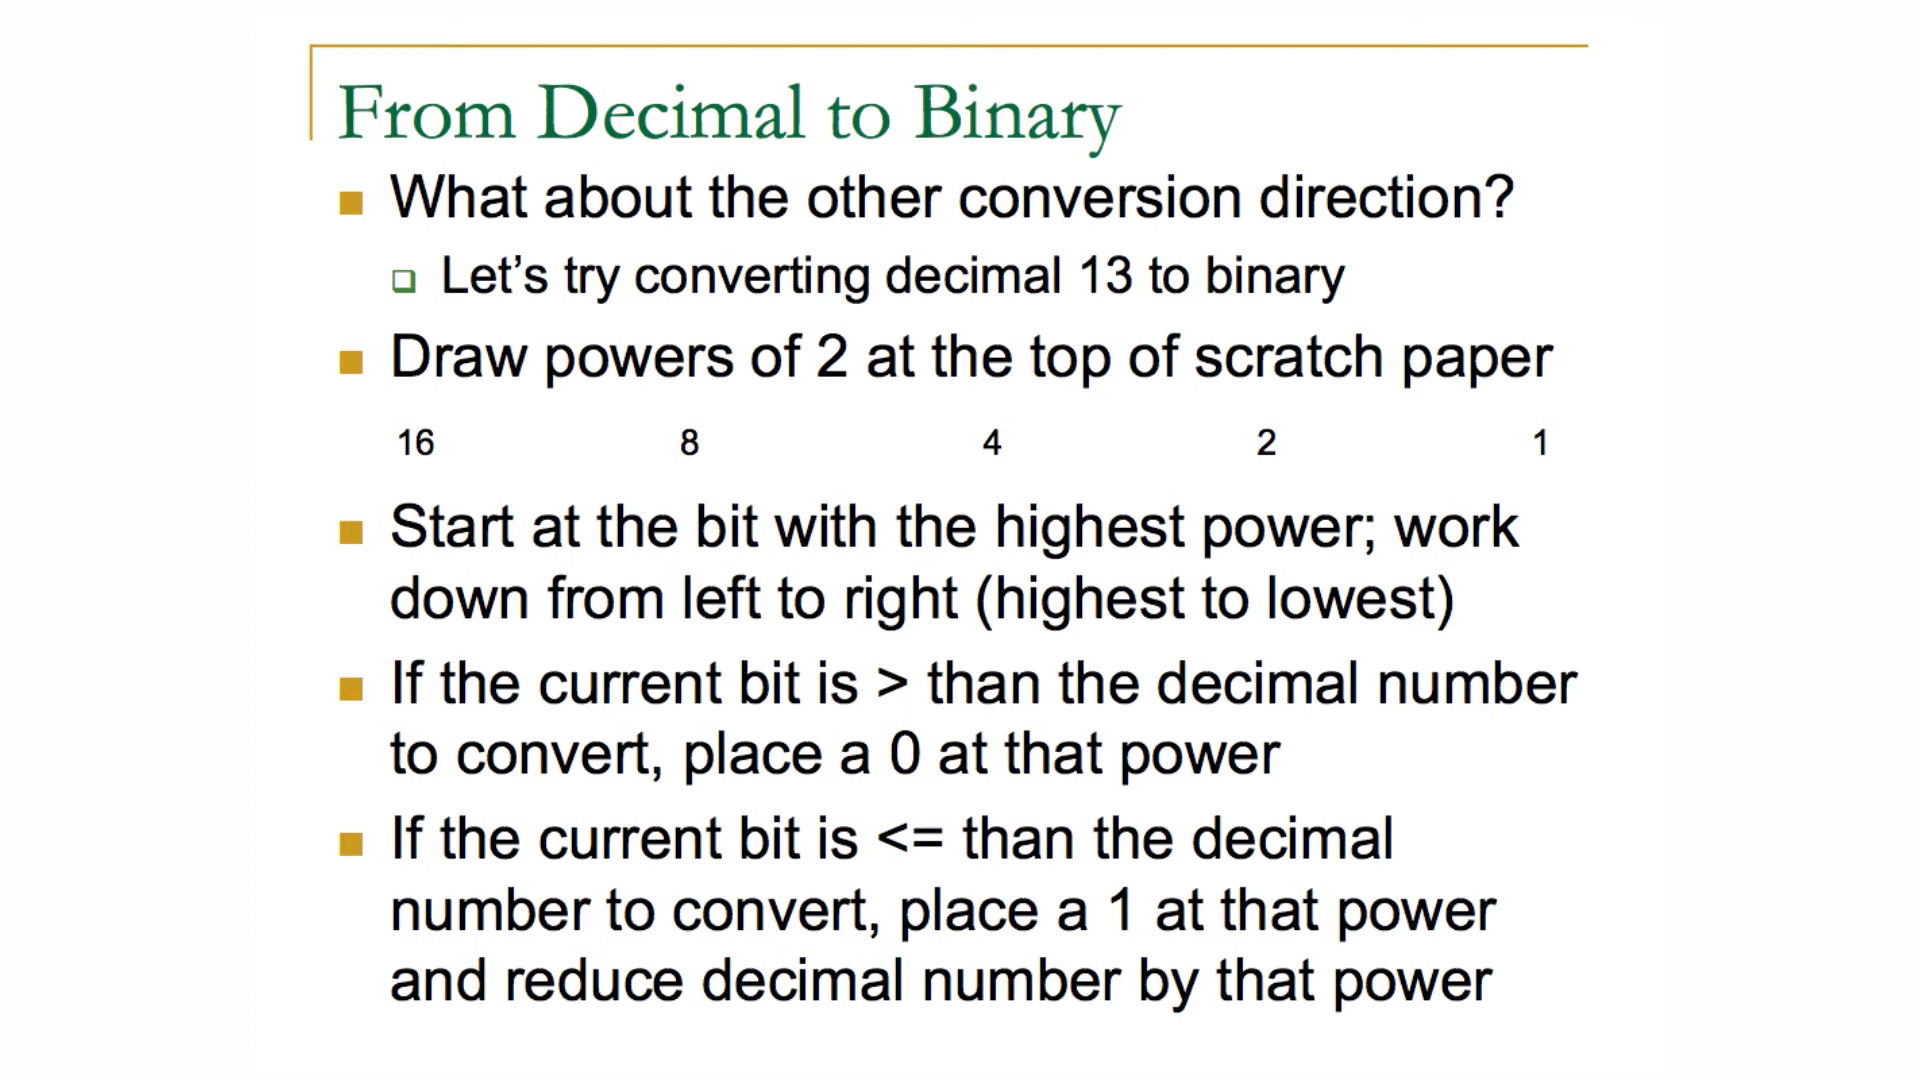 From Decimal to Binary
What about the other conversion direction?
Let’s try converting decimal 13 to binary
Draw powers of 2 at the top of scratch paper
16 8 4 2 1
Start at the bit with the highest power; work
down from left to right (highest to lowest)
If the current bit is > than the decimal number
to convert, place a 0 at that power
If the current bit is <= than the decimal
number to convert, place a 1 at that power
and reduce decimal number by that power